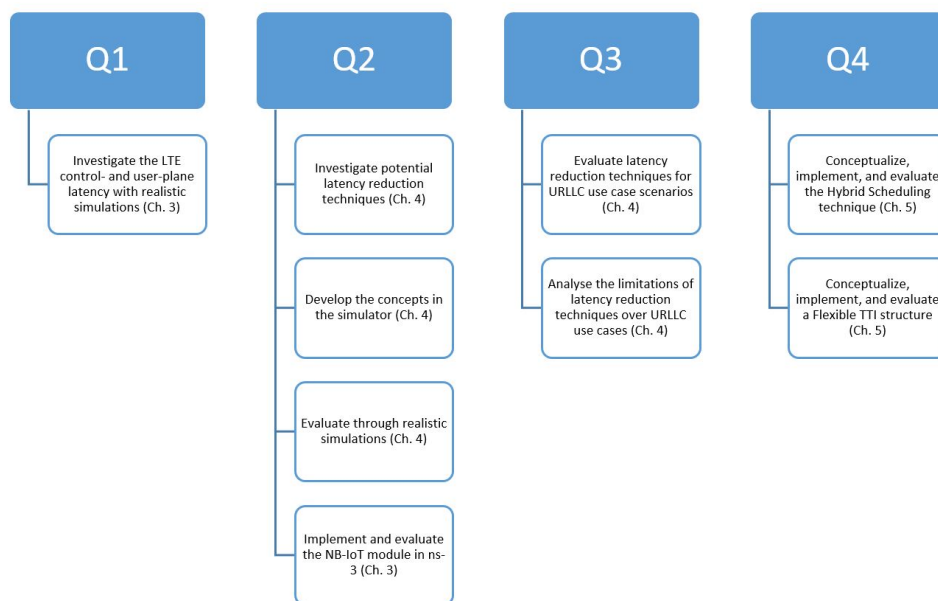 Q1
Investigate the LTE
control- and user-plane
latency with realistic
simulations (Ch. 3)
Q2
Investigate potential
latency reduction
techniques (Ch. 4)
Develop the concepts in
the simulator (Ch. 4)
Evaluate through realistic
simulations (Ch. 4)
Implement and evaluate
the NB-IoT module in ns-
3 (Ch. 3)
Q3
Evaluate latency
reduction techniques for
URLLC use case scenarios
(Ch. 4)
Analyse the limitations of
latency reduction
techniques over URLLC
use cases (Ch. 4)
Q4
Conceptualize,
implement, and evaluate
the Hybrid Scheduling
technique (Ch. 5)
Conceptualize,
implement, and evaluate
a Flexible TTI structure
(Ch. 5)